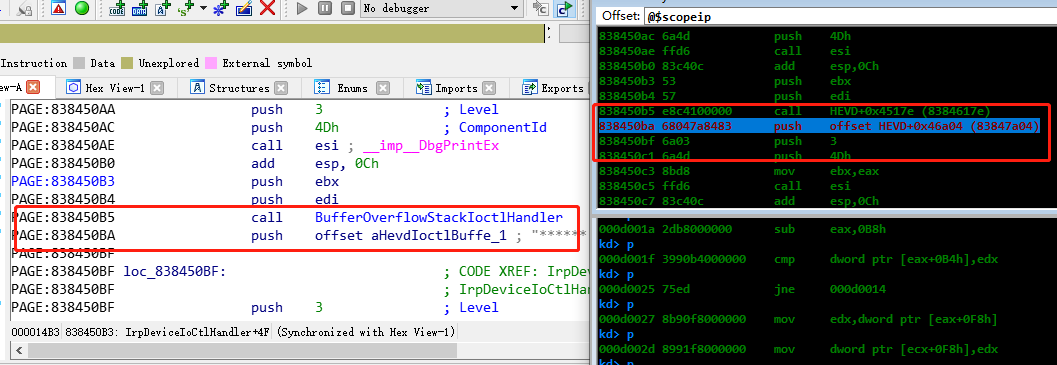 No debugger
Instruction Data Unexplored External symbol
View-A Hex View-1 Structures Enums Imports Exports
PAGE:838450AA push 3 ; Level
PAGE:838450AC push 4Dh ; ComponentId
PAGE:838450AE call esi ; __imp__DbgPrintEx
PAGE:838450B0 add esp, 0Ch
PAGE:838450B3 push ebx
PAGE:838450B4 push edi
PAGE:838450B5 call BufferOverflowStackIoctlHandler
PAGE:838450BA push offset aHevdIoctlBuffe_1 ; "******
PAGE:838450BF
PAGE:838450BF loc_838450BF: ; CODE XREF: IrpDeviceIoCtlHan
PAGE:838450BF ; IrpDeviceIoCtlHa
PAGE:838450BF push 3 ; Level
000014B3 838450B3: IrpDeviceIoCtlHandler+4F (Synchronized with Hex View-1)
Offset: @$scopeip
838450ac 6a4d push 4Dh
838450ae ffd6 call esi
838450b0 83c40c add esp,0Ch
838450b3 53 push ebx
838450b4 57 push edi
838450b5 e8c4100000 call HEVD+0x4517e (8384617e)
838450ba 68047a8483 push offset HEVD+0x46a04 (83847a04)
838450bf 6a03 push 3
838450c1 6a4d push 4Dh
838450c3 8bd8 mov ebx,eax
838450c5 ffd6 call esi
838450c7 83c40c add esp,0Ch
000d001a 2db8000000 sub eax,0B8h
kd> p
000d001f 3990b4000000 cmp dword ptr [eax+0B4h],edx
kd> p
000d0025 75ed jne 000d0014
kd> p
000d0027 8b90f8000000 mov edx,dword ptr [eax+0F8h]
kd> p
000d002d 8991f8000000 mov dword ptr [ecx+0F8h],edx
kd> p